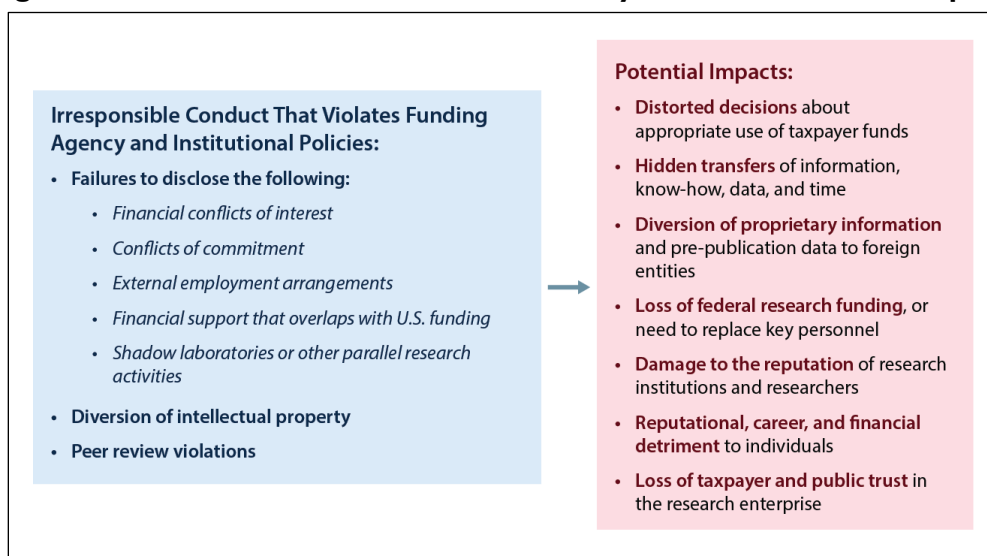 Irresponsible Conduct That Violates Funding
Agency and Institutional Policies:
• Failures to disclose the following:
• Financial conflicts of interest
• Conflicts of commitment
• External employment arrangements
• Financial support that overlaps with U.S. funding
• Shadow laboratories or other parallel research
activities
• Diversion of intellectual property
• Peer review violations
Potential Impacts:
• Distorted decisions about
appropriate use of taxpayer funds
• Hidden transfers of information,
know-how, data, and time
• Diversion of proprietary information
and pre-publication data to foreign
entities
• Loss of federal research funding, or
need to replace key personnel
• Damage to the reputation of research
institutions and researchers
• Reputational, career, and financial
detriment to individuals
• Loss of taxpayer and public trust in
the research enterprise